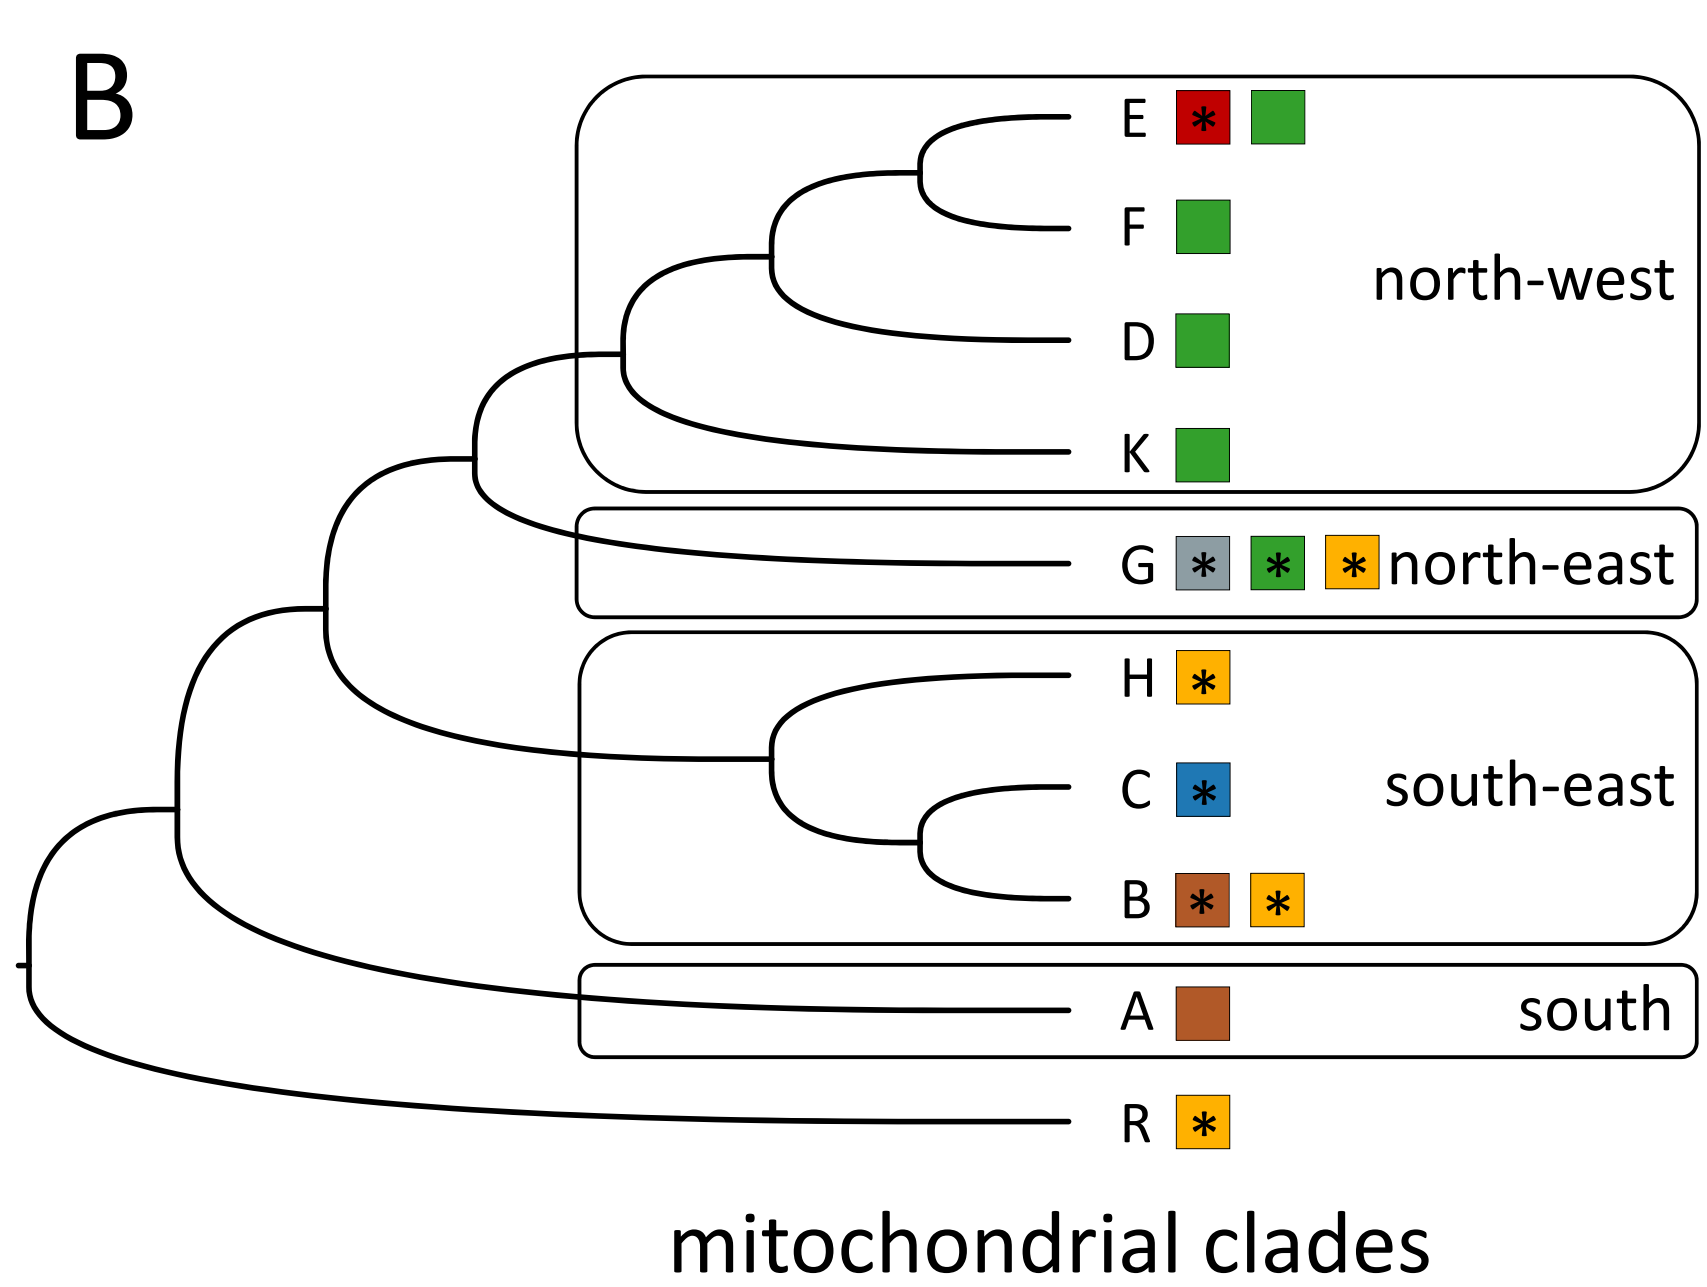 B
E * 
F
north-west
D
K
G * * * north-east
H *
C *
south-east
B * *
A
south
R *
mitochondrial clades